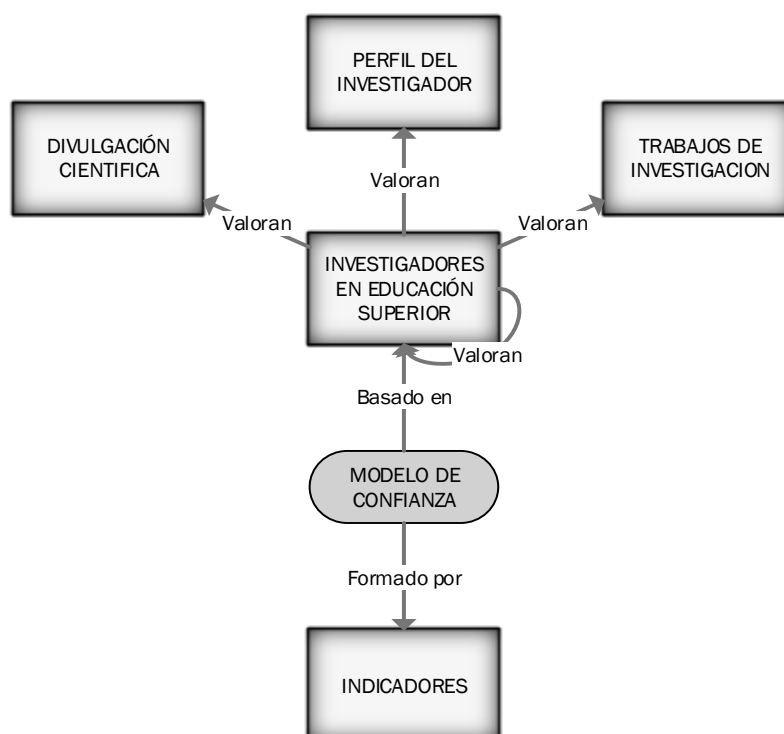 PERFIL DEL
INVESTIGADOR
DIVULGACIÓN
CIENTIFICA
TRABAJOS DE
INVESTIGACION
Valoran
Valoran
Valoran
INVESTIGADORES
EN EDUCACIÓN
SUPERIOR
Valoran
Basado en
MODELO DE
CONFIANZA
Formado por
INDICADORES